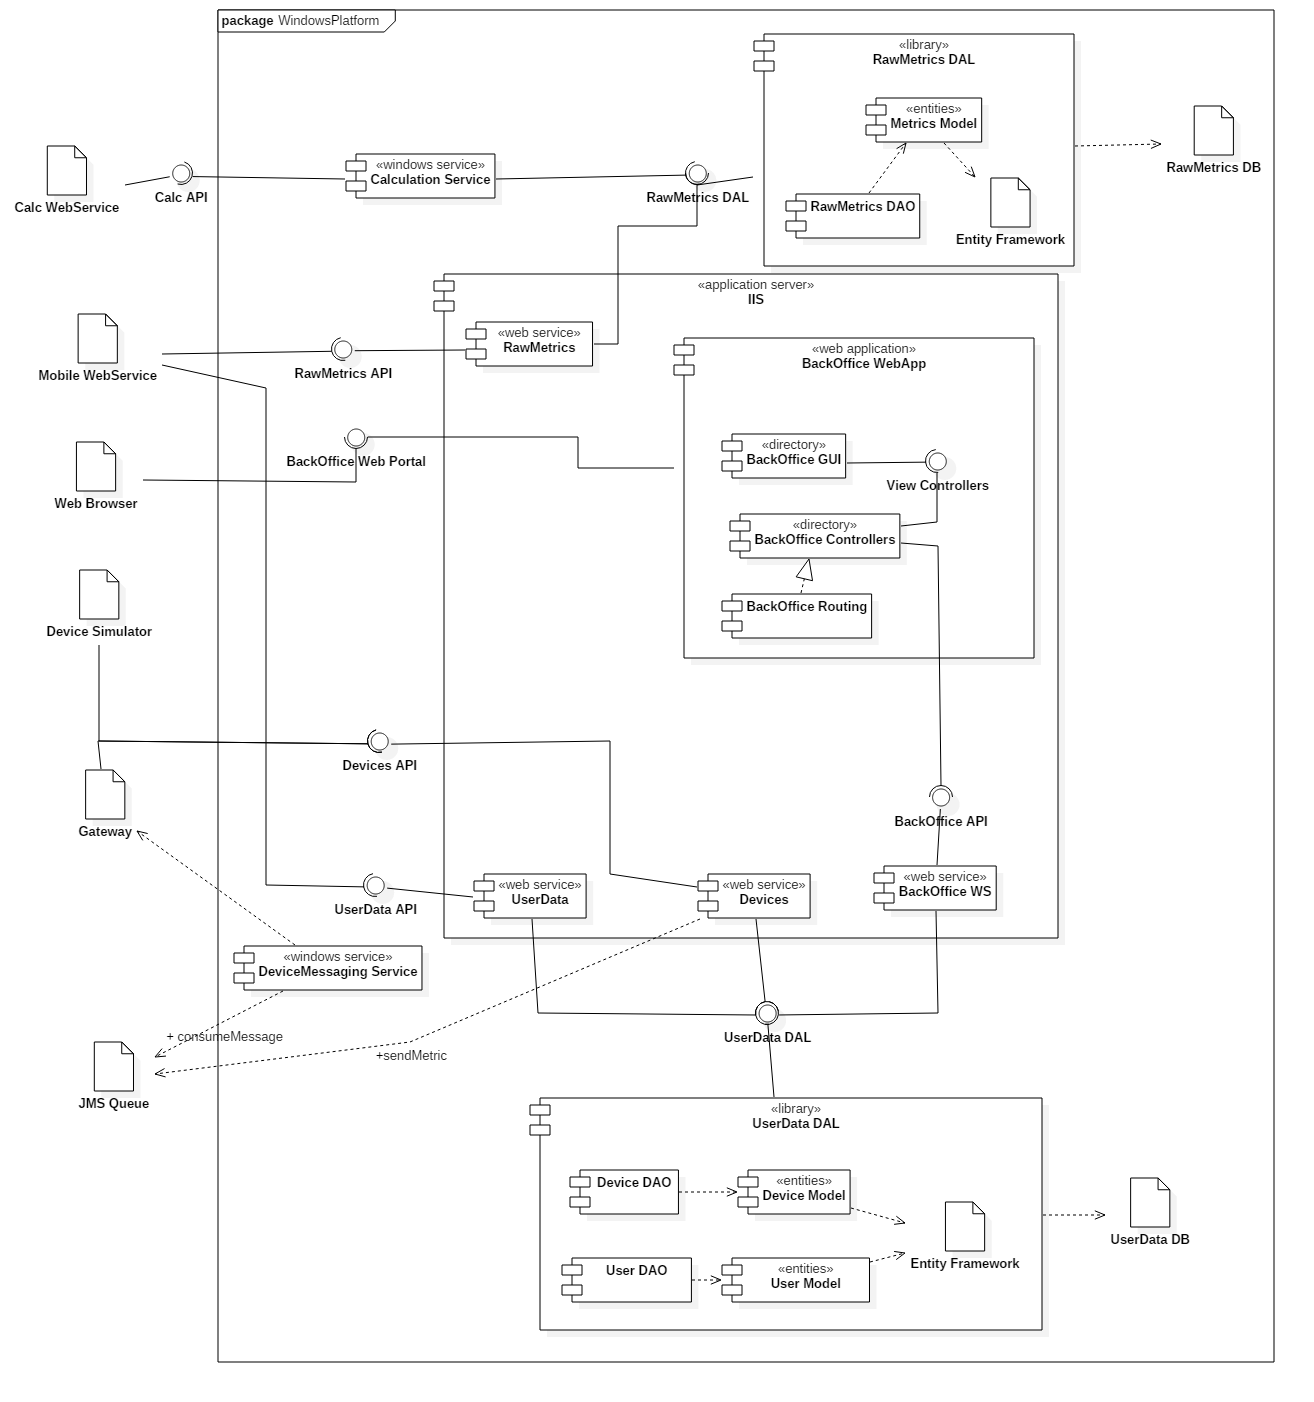 package WindowsPlatform
«library»
RawMetrics DAL
«entities»
Metrics Model
RawMetrics DAO
Entity Framework
RawMetrics DB
Calc WebService
Calc API
«windows service»
Calculation Service
RawMetrics DAL
«application server»
IIS
Mobile WebService
RawMetrics API
«web service»
RawMetrics
«web application»
BackOffice WebApp
Web Browser
BackOffice Web Portal
«directory»
BackOffice GUI
View Controllers
«directory»
BackOffice Controllers
BackOffice Routing
Device Simulator
Devices API
Gateway
BackOffice API
UserData API
«web service»
UserData
«web service»
Devices
«web service»
BackOffice WS
«windows service»
DeviceMessaging Service
+ consumeMessage
+sendMetric
UserData DAL
JMS Queue
«library»
UserData DAL
Device DAO
«entities»
Device Model
User DAO
«entities»
User Model
Entity Framework
UserData DB